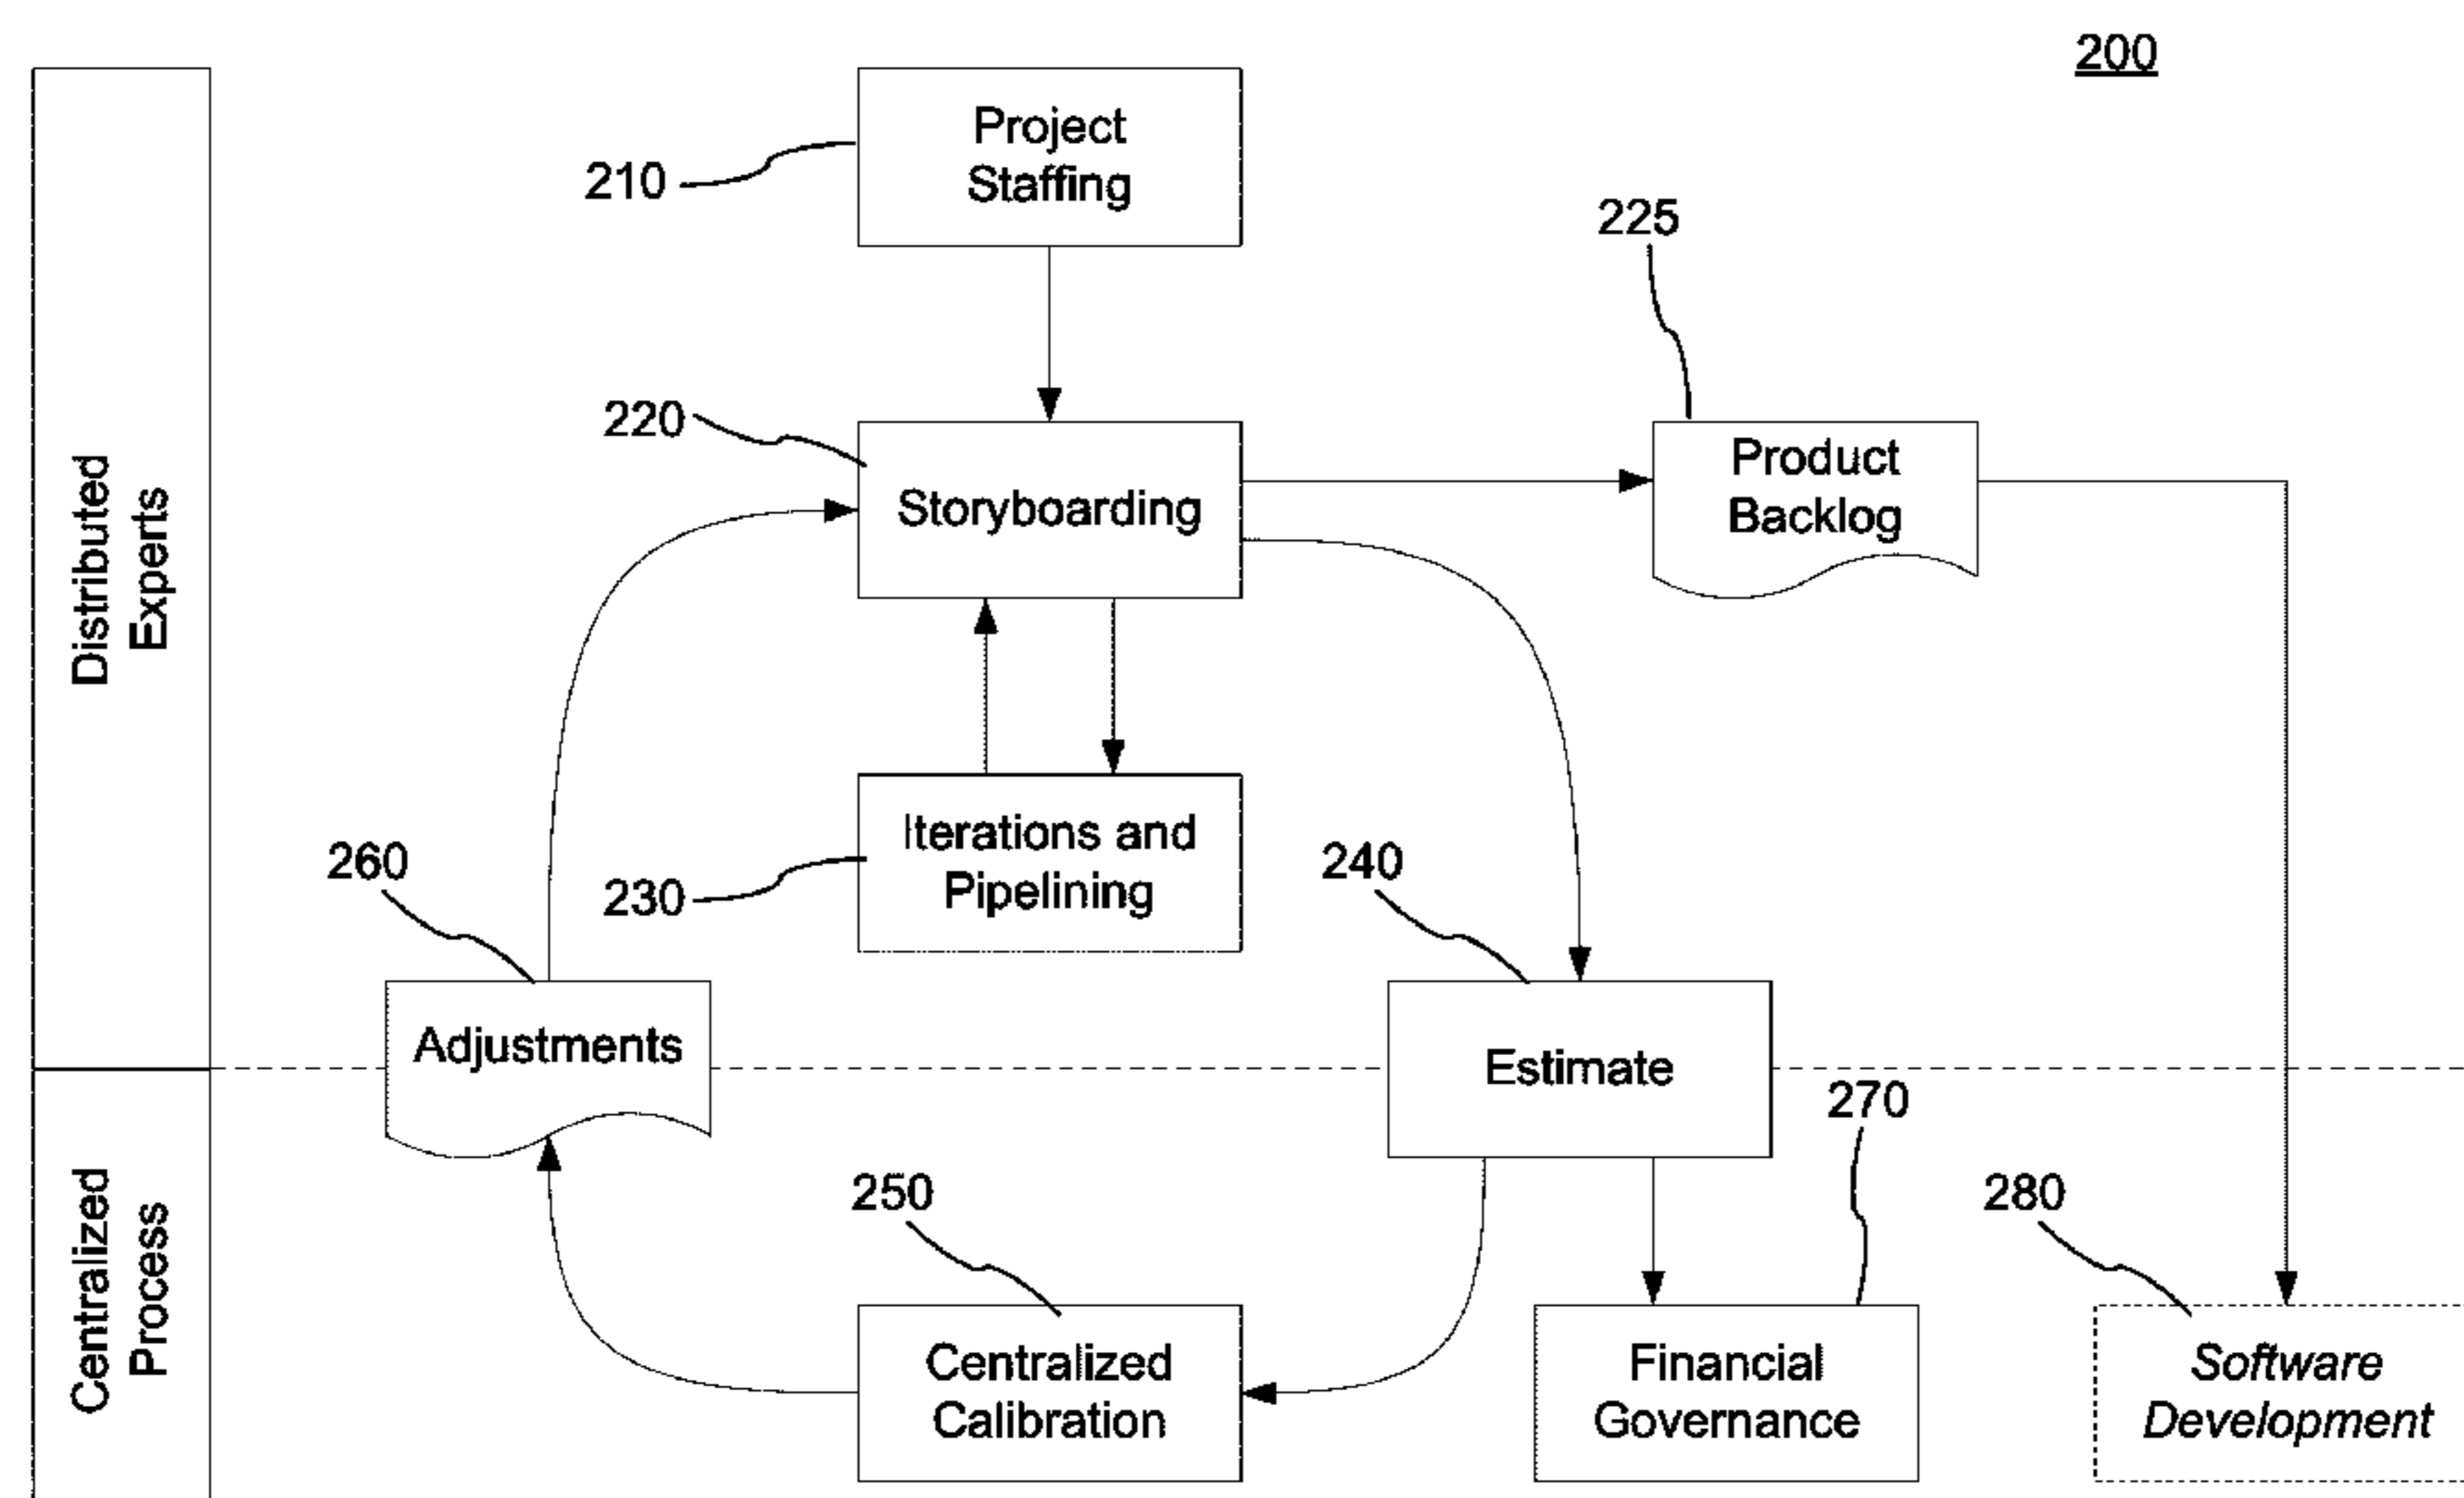 200
Project
Staffing
210
225
Distributed
Experts
220
Storyboarding
Product
Backlog
Iterations and
Pipelining
230
260
240
Adjustments
Estimate
270
Centralized
Process
250
280
Centralized
Calibration
Financial
Governance
Software
Development